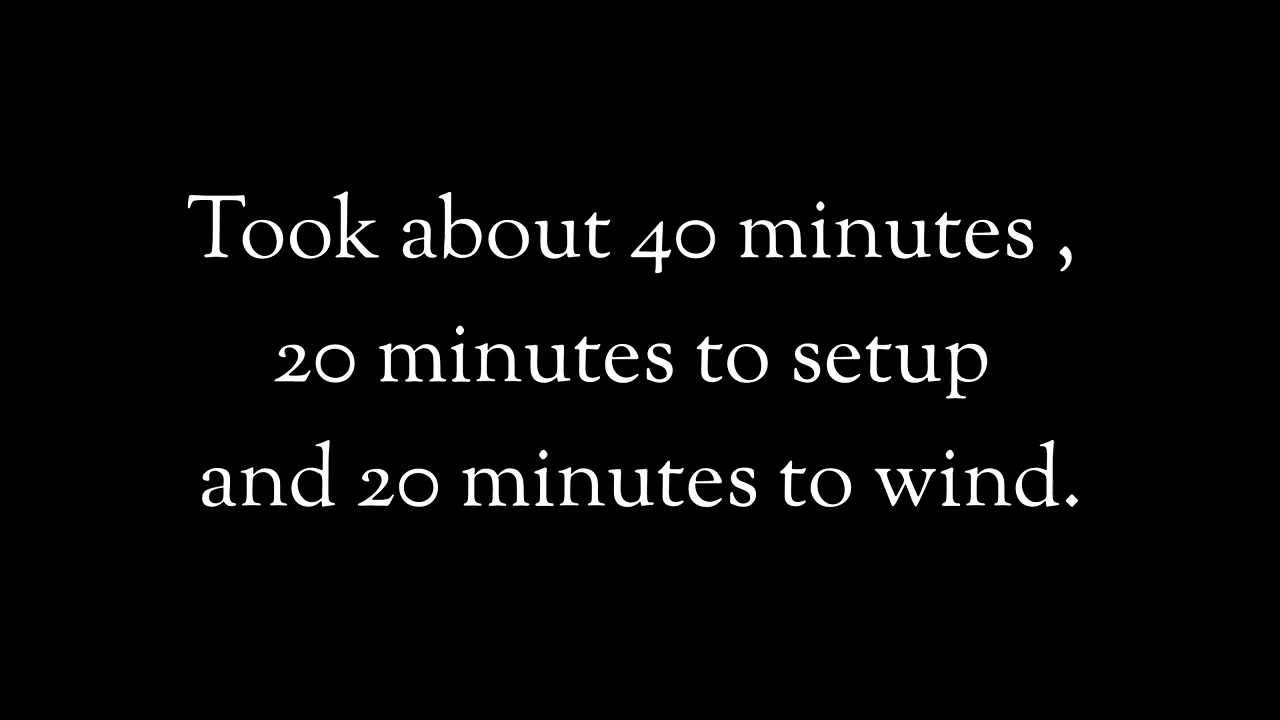 Took about 40 minutes ,
20 minutes to setup
and 20 minutes to wind.